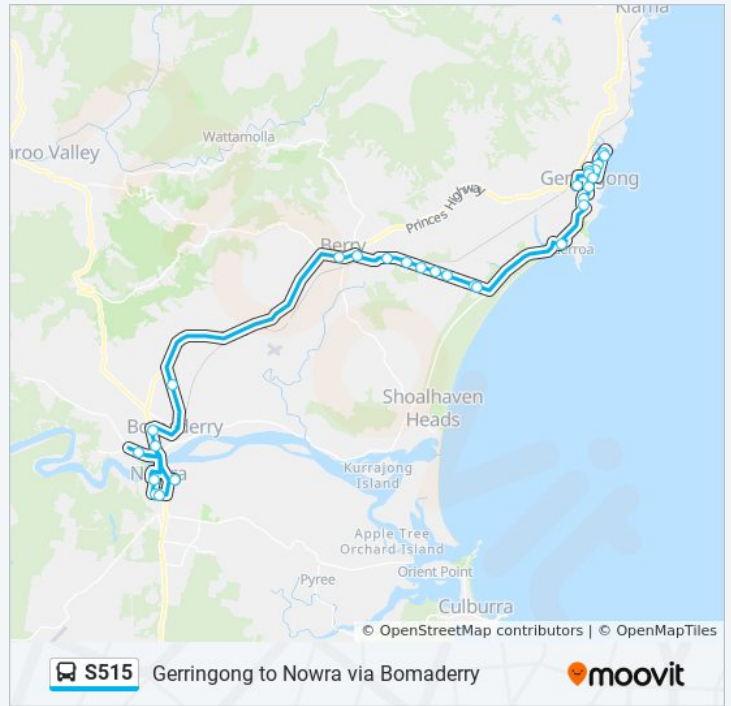 Kiama
Wattamolla
aroo Valley
Gerringong
Princes Highway
Berry
Gerroa
Shoalhaven
Heads
Bomaderry
Kurrajong
Island
Nowra
Apple Tree
Orchard Island
Orient Point
Pyree
Culburra
© OpenStreetMap contributors | © OpenMapTiles
S515 Gerringong to Nowra via Bomaderry moovit